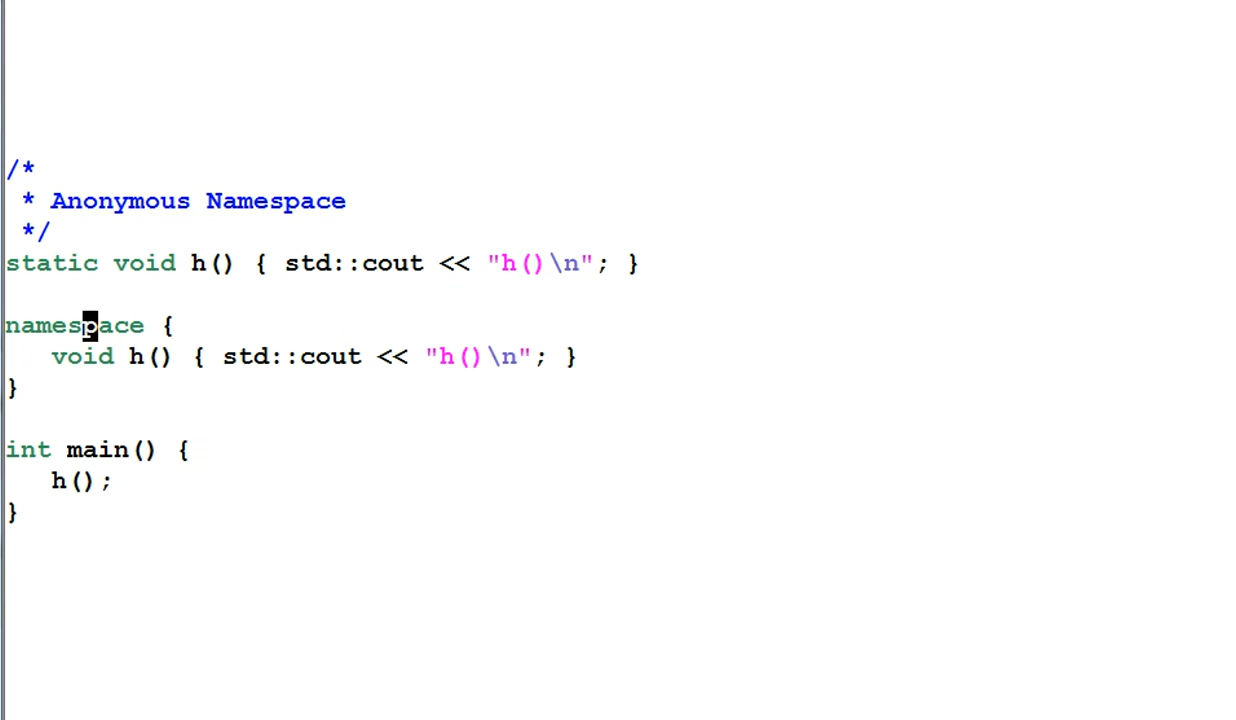 /*
 * Anonymous Namespace
 */
static void h() { std::cout << "h()\n"; }
namespace {
   void h() { std::cout << "h()\n"; }
}
int main() {
   h();
}